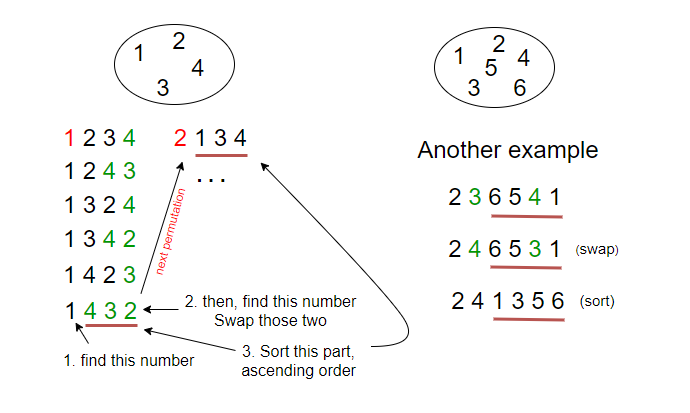 1 2 4 3
1 2 3 4
2 1 3 4
1 2 4 3
. . .
1 3 2 4
1 3 4 2
1 4 2 3
1 4 3 2
next permutation
1. find this number
2. then, find this number
Swap those two
3. Sort this part,
ascending order
1 2 4 5 3 6
Another example
2 3 6 5 4 1
2 4 6 5 3 1 (swap)
2 4 1 3 5 6 (sort)